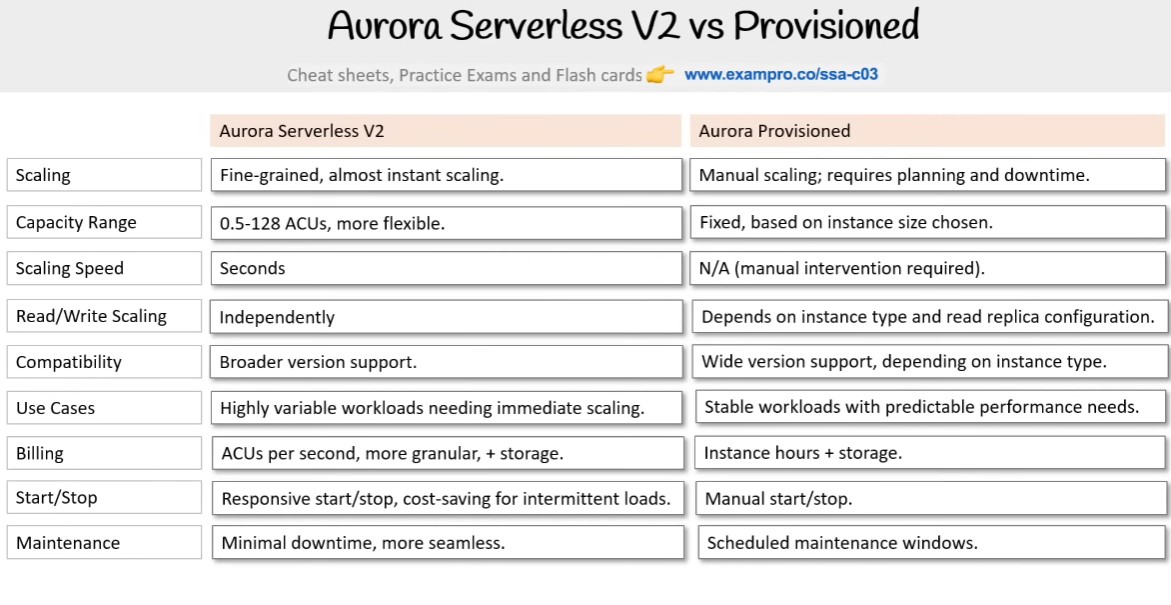 Aurora Serverless V2 vs Provisioned
Cheat sheets, Practice Exams and Flash cards 👉 www.exampro.co/ssa-c03
Aurora Serverless V2 Aurora Provisioned
Scaling Fine-grained, almost instant scaling. Manual scaling; requires planning and downtime.
Capacity Range 0.5-128 ACUs, more flexible. Fixed, based on instance size chosen.
Scaling Speed Seconds N/A (manual intervention required).
Read/Write Scaling Independently Depends on instance type and read replica configuration.
Compatibility Broader version support. Wide version support, depending on instance type.
Use Cases Highly variable workloads needing immediate scaling. Stable workloads with predictable performance needs.
Billing ACUs per second, more granular, + storage. Instance hours + storage.
Start/Stop Responsive start/stop, cost-saving for intermittent loads. Manual start/stop.
Maintenance Minimal downtime, more seamless. Scheduled maintenance windows.